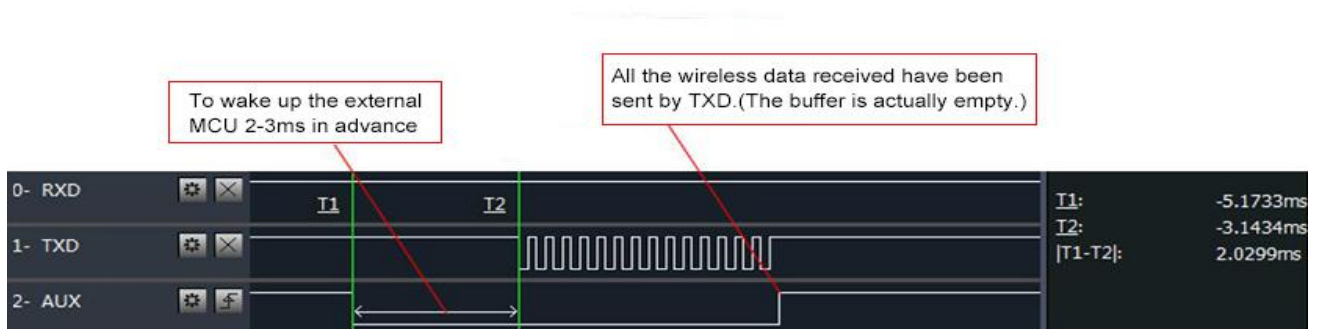 To wake up the external
MCU 2-3ms in advance
All the wireless data received have been
sent by TXD.(The buffer is actually empty.)
0- RXD
T1
T2
1- TXD
2- AUX
T1: -5.1733ms
T2: -3.1434ms
|T1-T2|: 2.0299ms